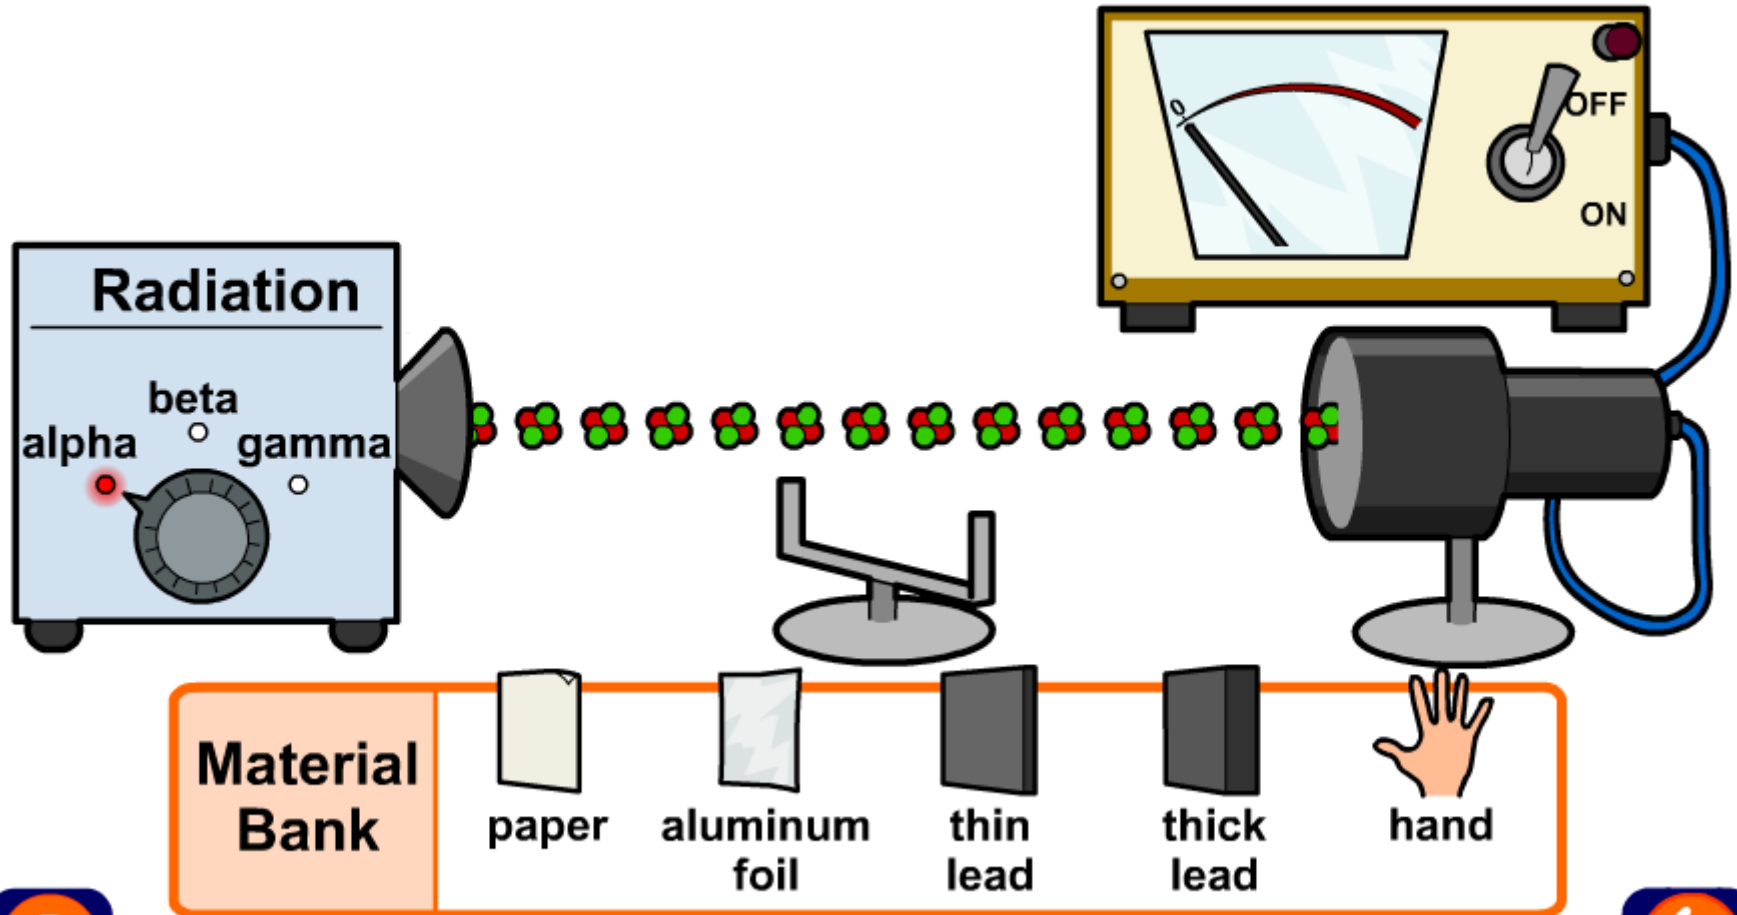 0
OFF
ON
Radiation
beta
alpha
gamma
Material
Bank
paper
aluminum
foil
thin
lead
thick
lead
hand